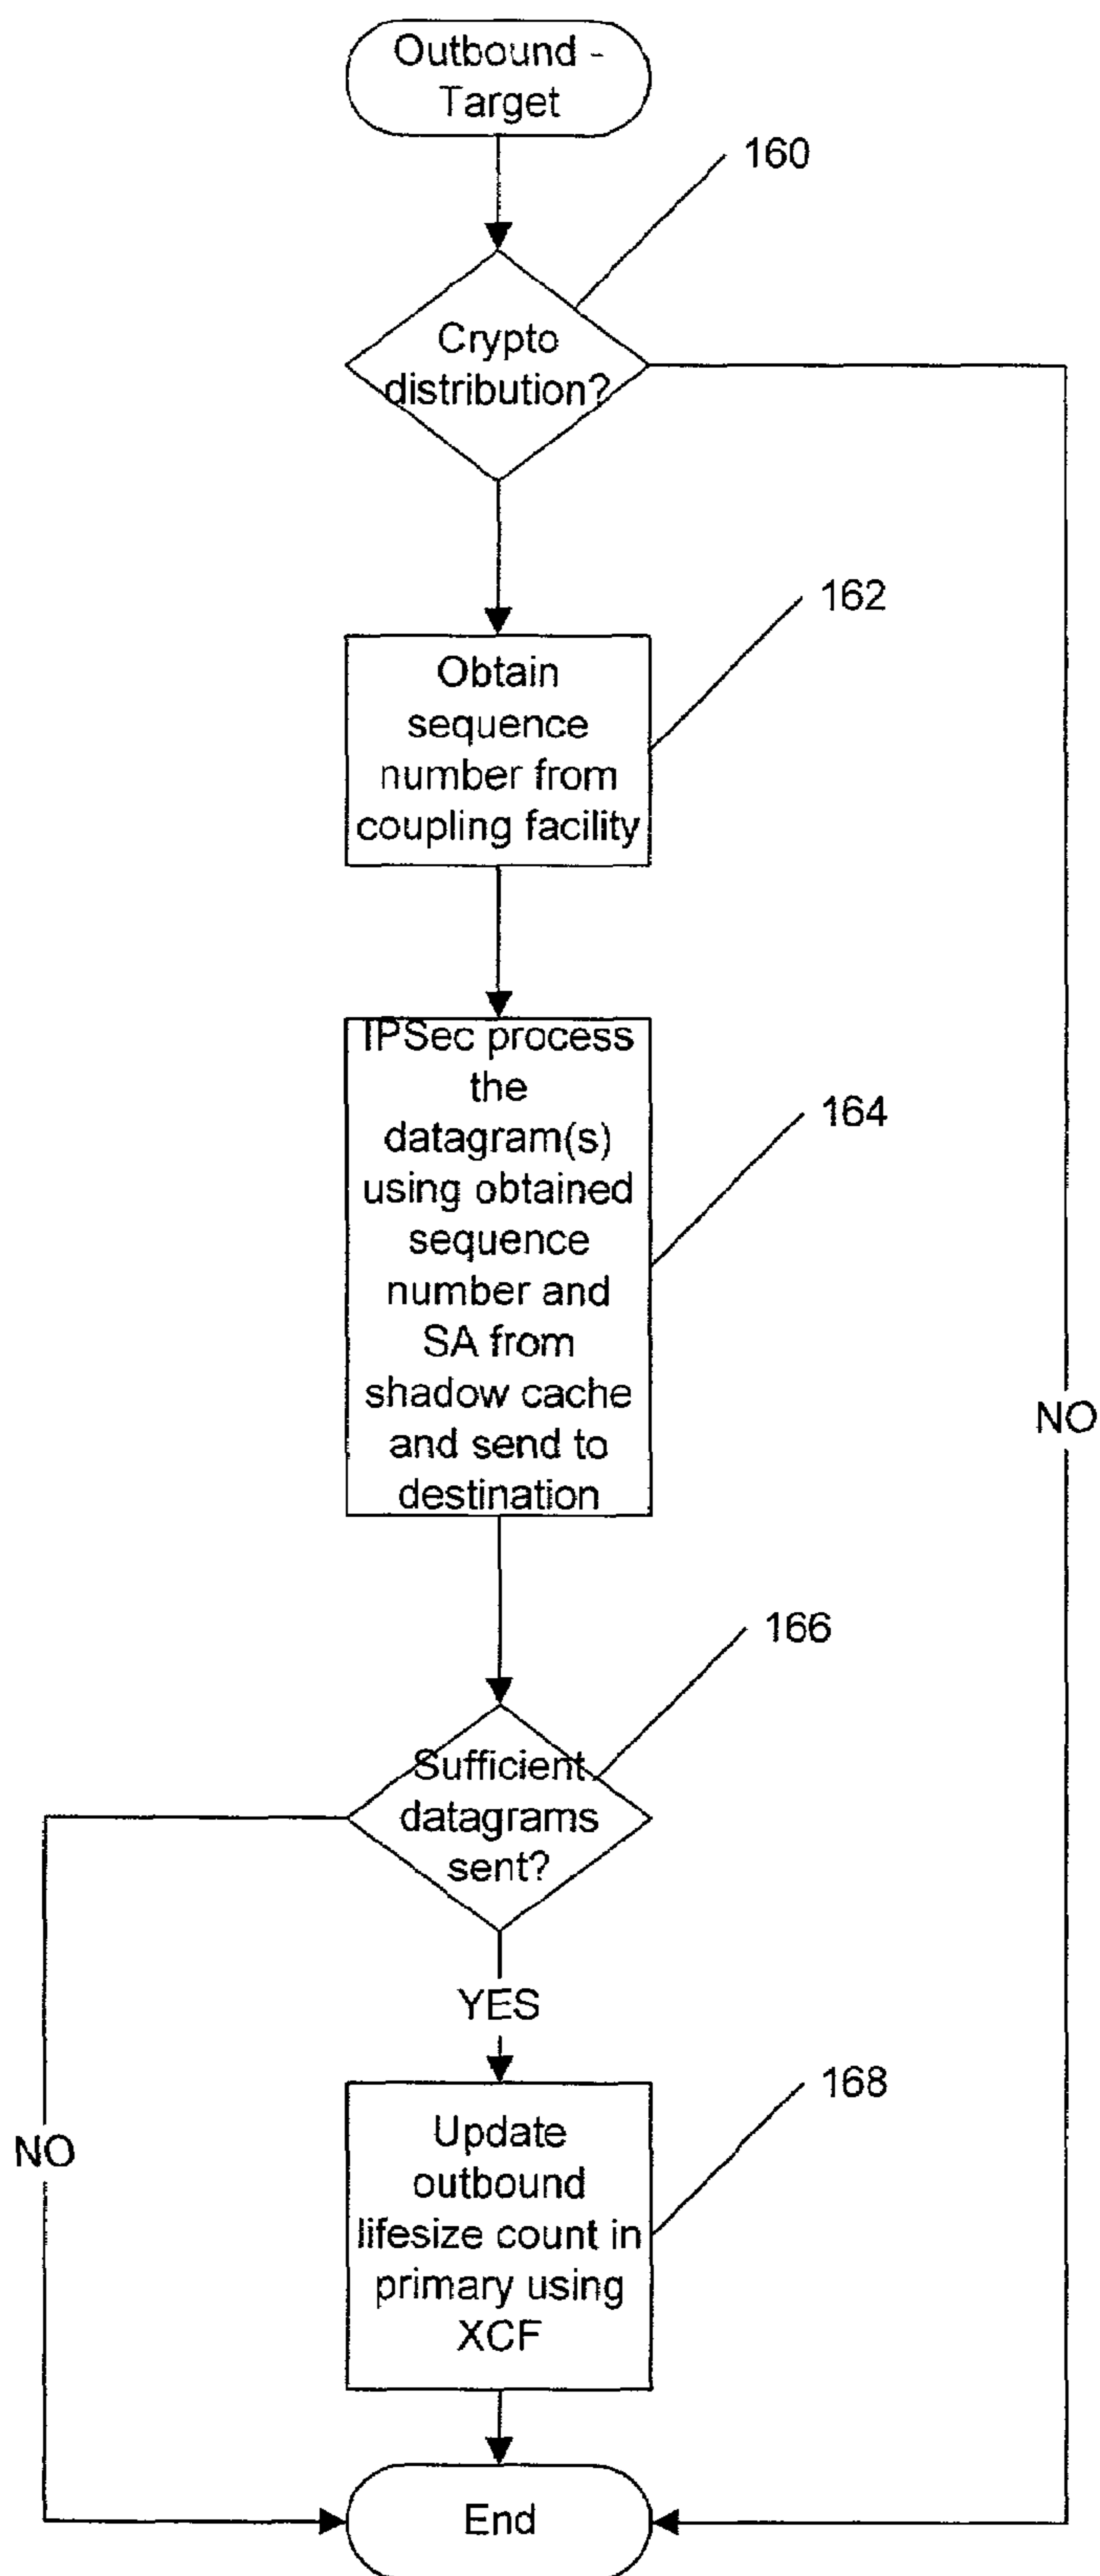 Outbound -
Target
160
Crypto
distribution?
162
Obtain
sequence
number from
coupling facility
IPSec process
the
datagram(s)
using obtained
sequence
number and
SA from
shadow cache
and send to
destination
164
NO
166
Sufficient
datagrams
sent?
YES
168
Update
outbound
lifesize count in
primary using
XCF
NO
End